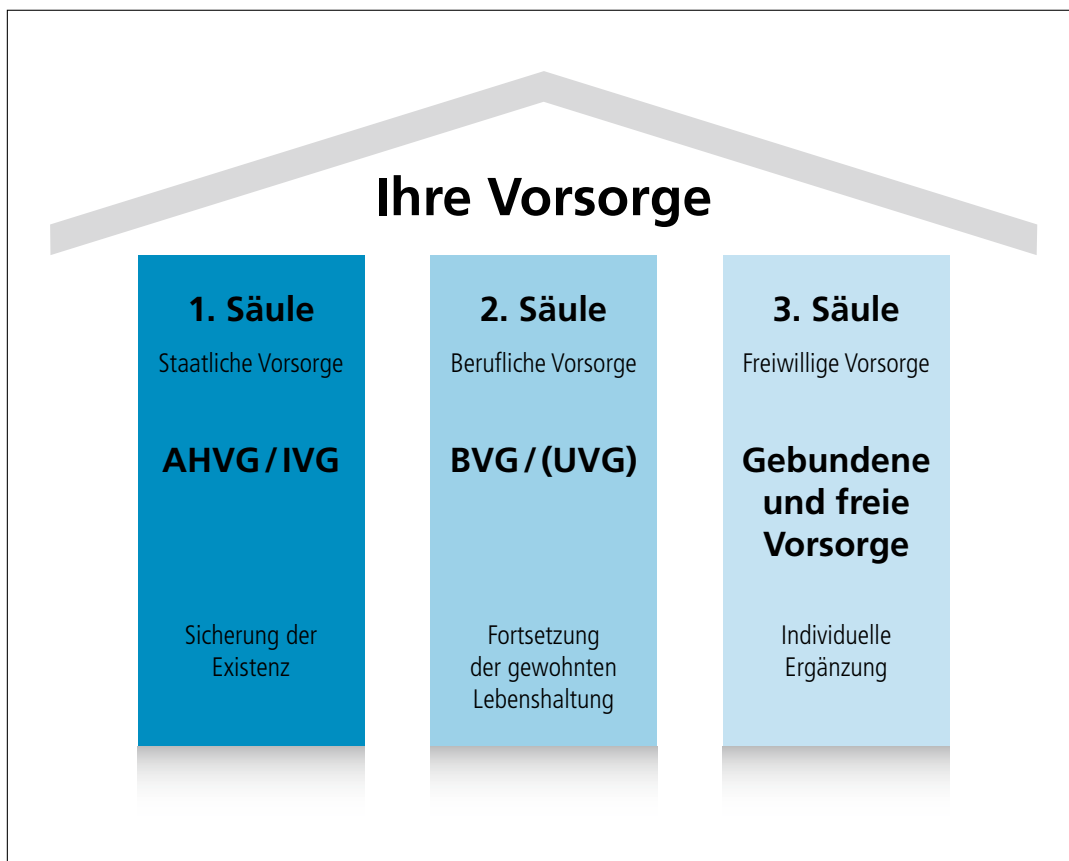 Ihre Vorsorge
1. Säule
Staatliche Vorsorge
AHVG / IVG
Sicherung der
Existenz
2. Säule
Berufliche Vorsorge
BVG / (UVG)
Fortsetzung
der gewohnten
Lebenshaltung
3. Säule
Freiwillige Vorsorge
Gebundene
und freie
Vorsorge
Individuelle
Ergänzung